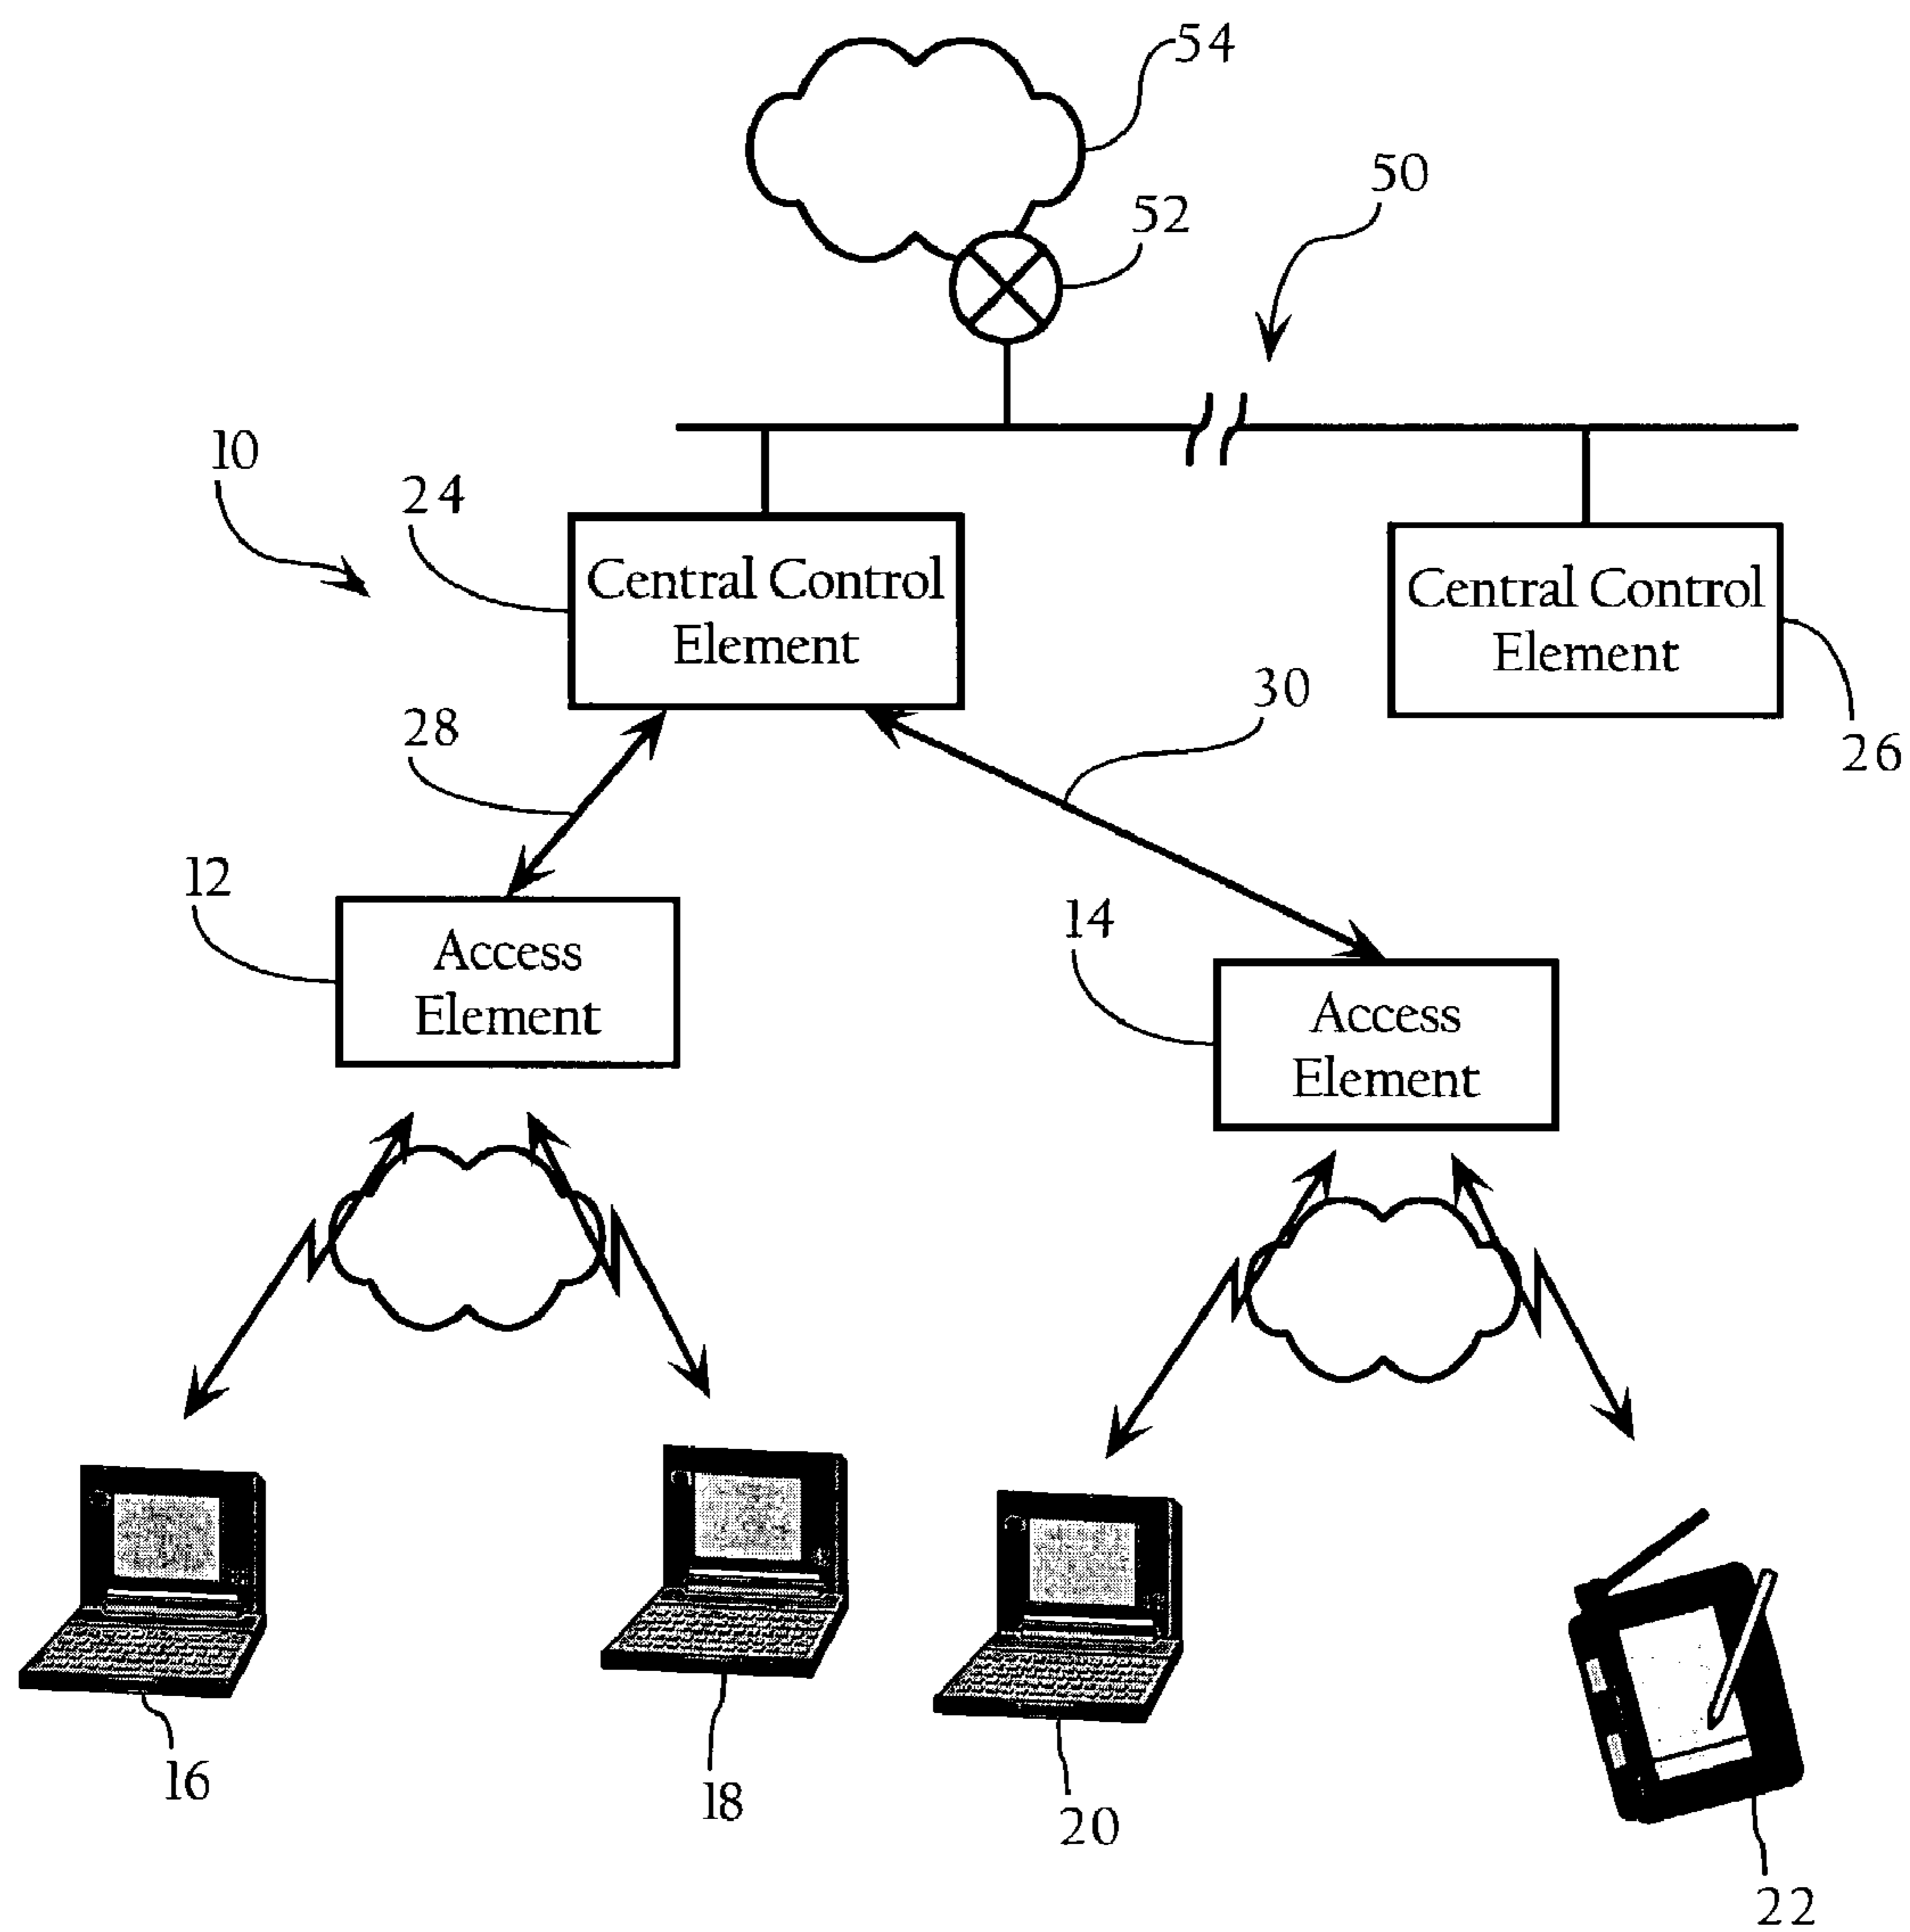 54
50
52
10
24
Central Control
Element
Central Control
Element
30
28
26
12
14
Access
Element
Access
Element
16
18
20
22